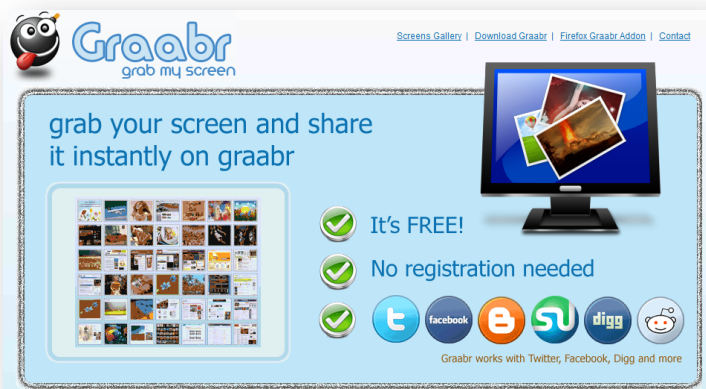 Graabr
grab my screen
Screens Gallery | Download Graabr | Firefox Graabr Addon | Contact
grab your screen and share
it instantly on graabr
It's FREE!
No registration needed
facebook
digg
Graabr works with Twitter, Facebook, Digg and more